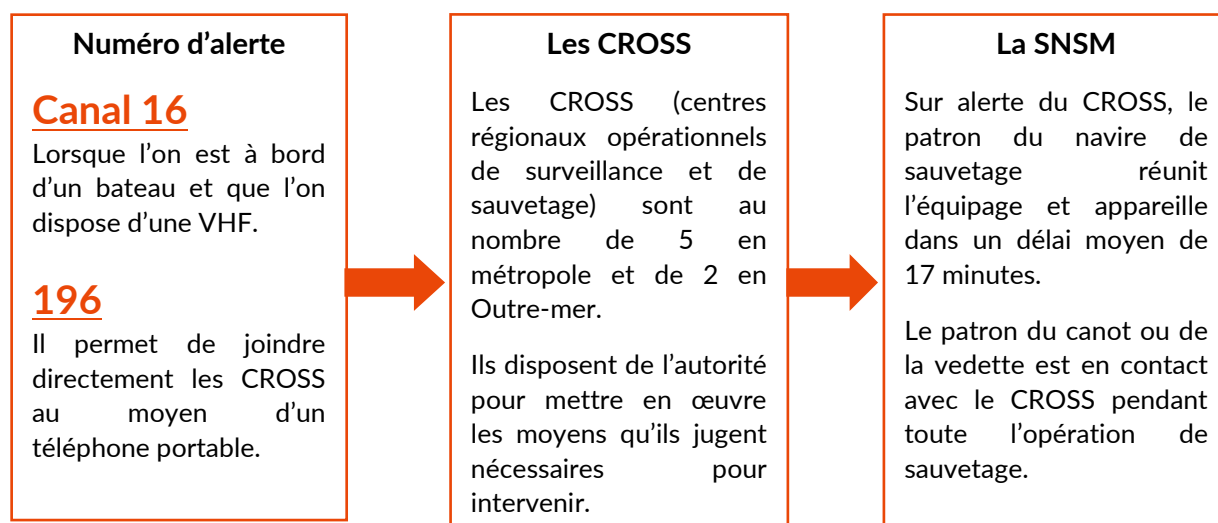 Numéro d’alerte
Canal 16
Lorsque l’on est à bord
d’un bateau et que l’on
dispose d’une VHF.
196
Il permet de joindre
directement les CROSS
au moyen d’un
téléphone portable.
Les CROSS
Les CROSS (centres
régionaux opérationnels
de surveillance et de
sauvetage) sont au
nombre de 5 en
métropole et de 2 en
Outre-mer.
Ils disposent de l’autorité
pour mettre en œuvre
les moyens qu’ils jugent
nécessaires pour
intervenir.
La SNSM
Sur alerte du CROSS, le
patron du navire de
sauvetage réunit
l’équipage et appareille
dans un délai moyen de
17 minutes.
Le patron du canot ou de
la vedette est en contact
avec le CROSS pendant
toute l’opération de
sauvetage.